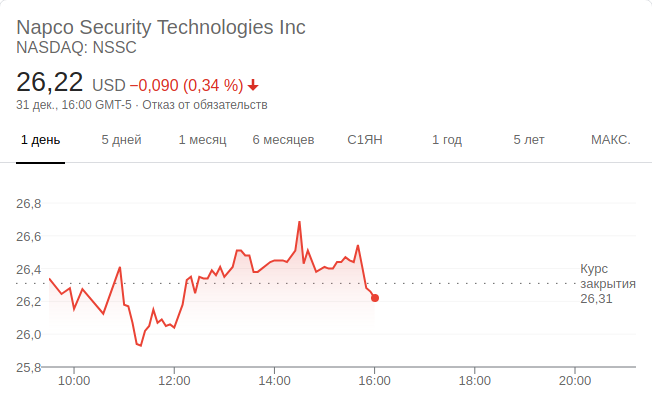 Napco Security Technologies Inc
NASDAQ: NSSC
26,22 USD −0,090 (0,34 %)
31 дек., 16:00 GMT-5 · Отказ от обязательств
1 день 5 дней 1 месяц 6 месяцев С1ЯН 1 год 5 лет МАКС.
26,8
26,6
26,4
26,2
26,0
25,8
Курс
закрытия
26,31
10:00 12:00 14:00 16:00 18:00 20:00